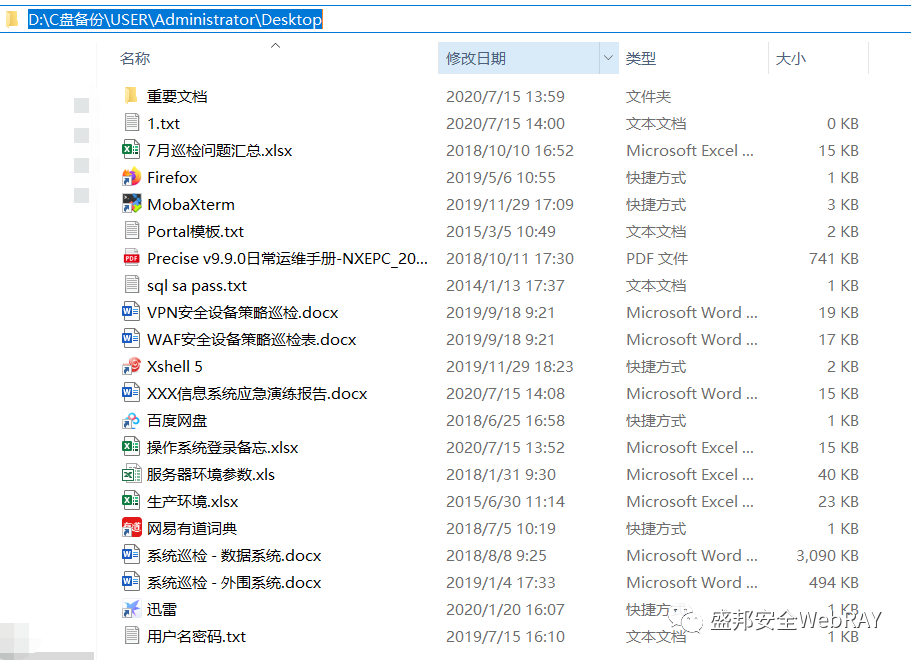 D:\C盘备份\USER\Administrator\Desktop
名称 修改日期 类型 大小
重要文档 2020/7/15 13:59 文件夹
1.txt 2020/7/15 14:00 文本文档 0 KB
7月巡检问题汇总.xlsx 2018/10/10 16:52 Microsoft Excel ... 15 KB
Firefox 2019/5/6 10:55 快捷方式 1 KB
MobaXterm 2019/11/29 17:09 快捷方式 3 KB
Portal模板.txt 2015/3/5 10:49 文本文档 2 KB
PDF Precise v9.9.0日常运维手册-NXEPC_20... 2018/10/11 17:30 PDF 文件 741 KB
sql sa pass.txt 2014/1/13 17:37 文本文档 1 KB
VPN安全设备策略巡检.docx 2019/9/18 9:21 Microsoft Word ... 19 KB
WAF安全设备策略巡检表.docx 2019/9/18 9:21 Microsoft Word ... 17 KB
Xshell 5 2019/11/29 18:23 快捷方式 2 KB
XXX信息系统应急演练报告.docx 2020/7/15 14:08 Microsoft Word ... 15 KB
百度网盘 2018/6/25 16:58 快捷方式 1 KB
操作系统登录备忘.xlsx 2020/7/15 13:52 Microsoft Excel ... 15 KB
服务器环境参数.xls 2018/1/31 9:30 Microsoft Excel ... 40 KB
生产环境.xlsx 2015/6/30 11:14 Microsoft Excel ... 23 KB
有道 网易有道词典 2018/7/5 10:19 快捷方式 1 KB
系统巡检 - 数据系统.docx 2018/8/8 9:25 Microsoft Word ... 3,090 KB
系统巡检 - 外围系统.docx 2019/1/4 17:33 Microsoft Word ... 494 KB
迅雷 2020/1/20 16:07 快捷方式 1 KB
盛邦安全WebRAY
用户名密码.txt 2019/7/15 16:10 文本文档 1 KB